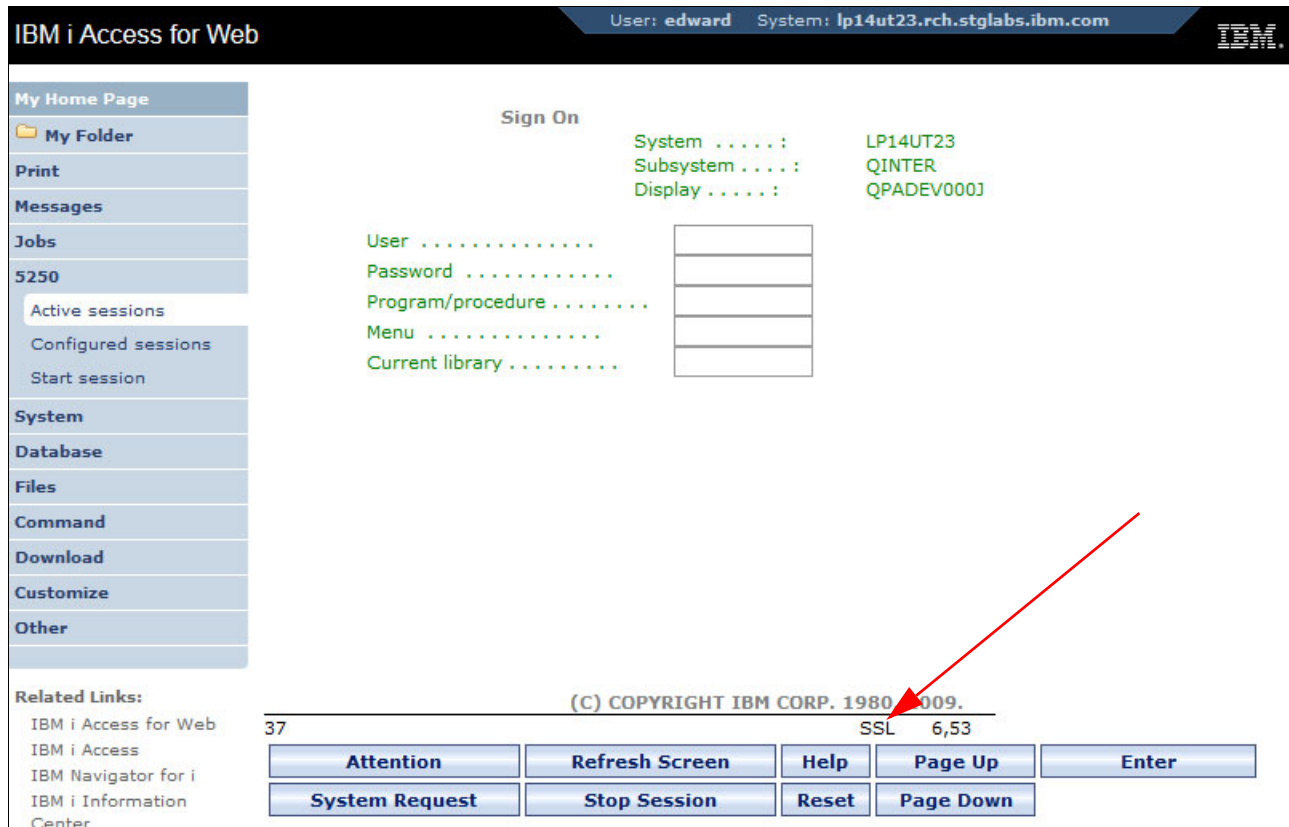 IBM i Access for Web
User: edward System: lp14ut23.rch.stglabs.ibm.com
IBM.
My Home Page
My Folder
Print
Messages
Jobs
5250
Active sessions
Configured sessions
Start session
System
Database
Files
Command
Download
Customize
Other
Related Links:
IBM i Access for Web
IBM i Access
IBM Navigator for i
IBM i Information
Center
Sign On
System . . . . . : LP14UT23
Subsystem . . . . : QINTER
Display . . . . . : QPADEV000J
User . . . . . . . . . . . . . .
Password . . . . . . . . . . . .
Program/procedure . . . . . . . .
Menu . . . . . . . . . . . . . .
Current library . . . . . . . . .
(C) COPYRIGHT IBM CORP. 1980, 2009.
37 SSL 6,53
Attention Refresh Screen Help Page Up Enter
System Request Stop Session Reset Page Down